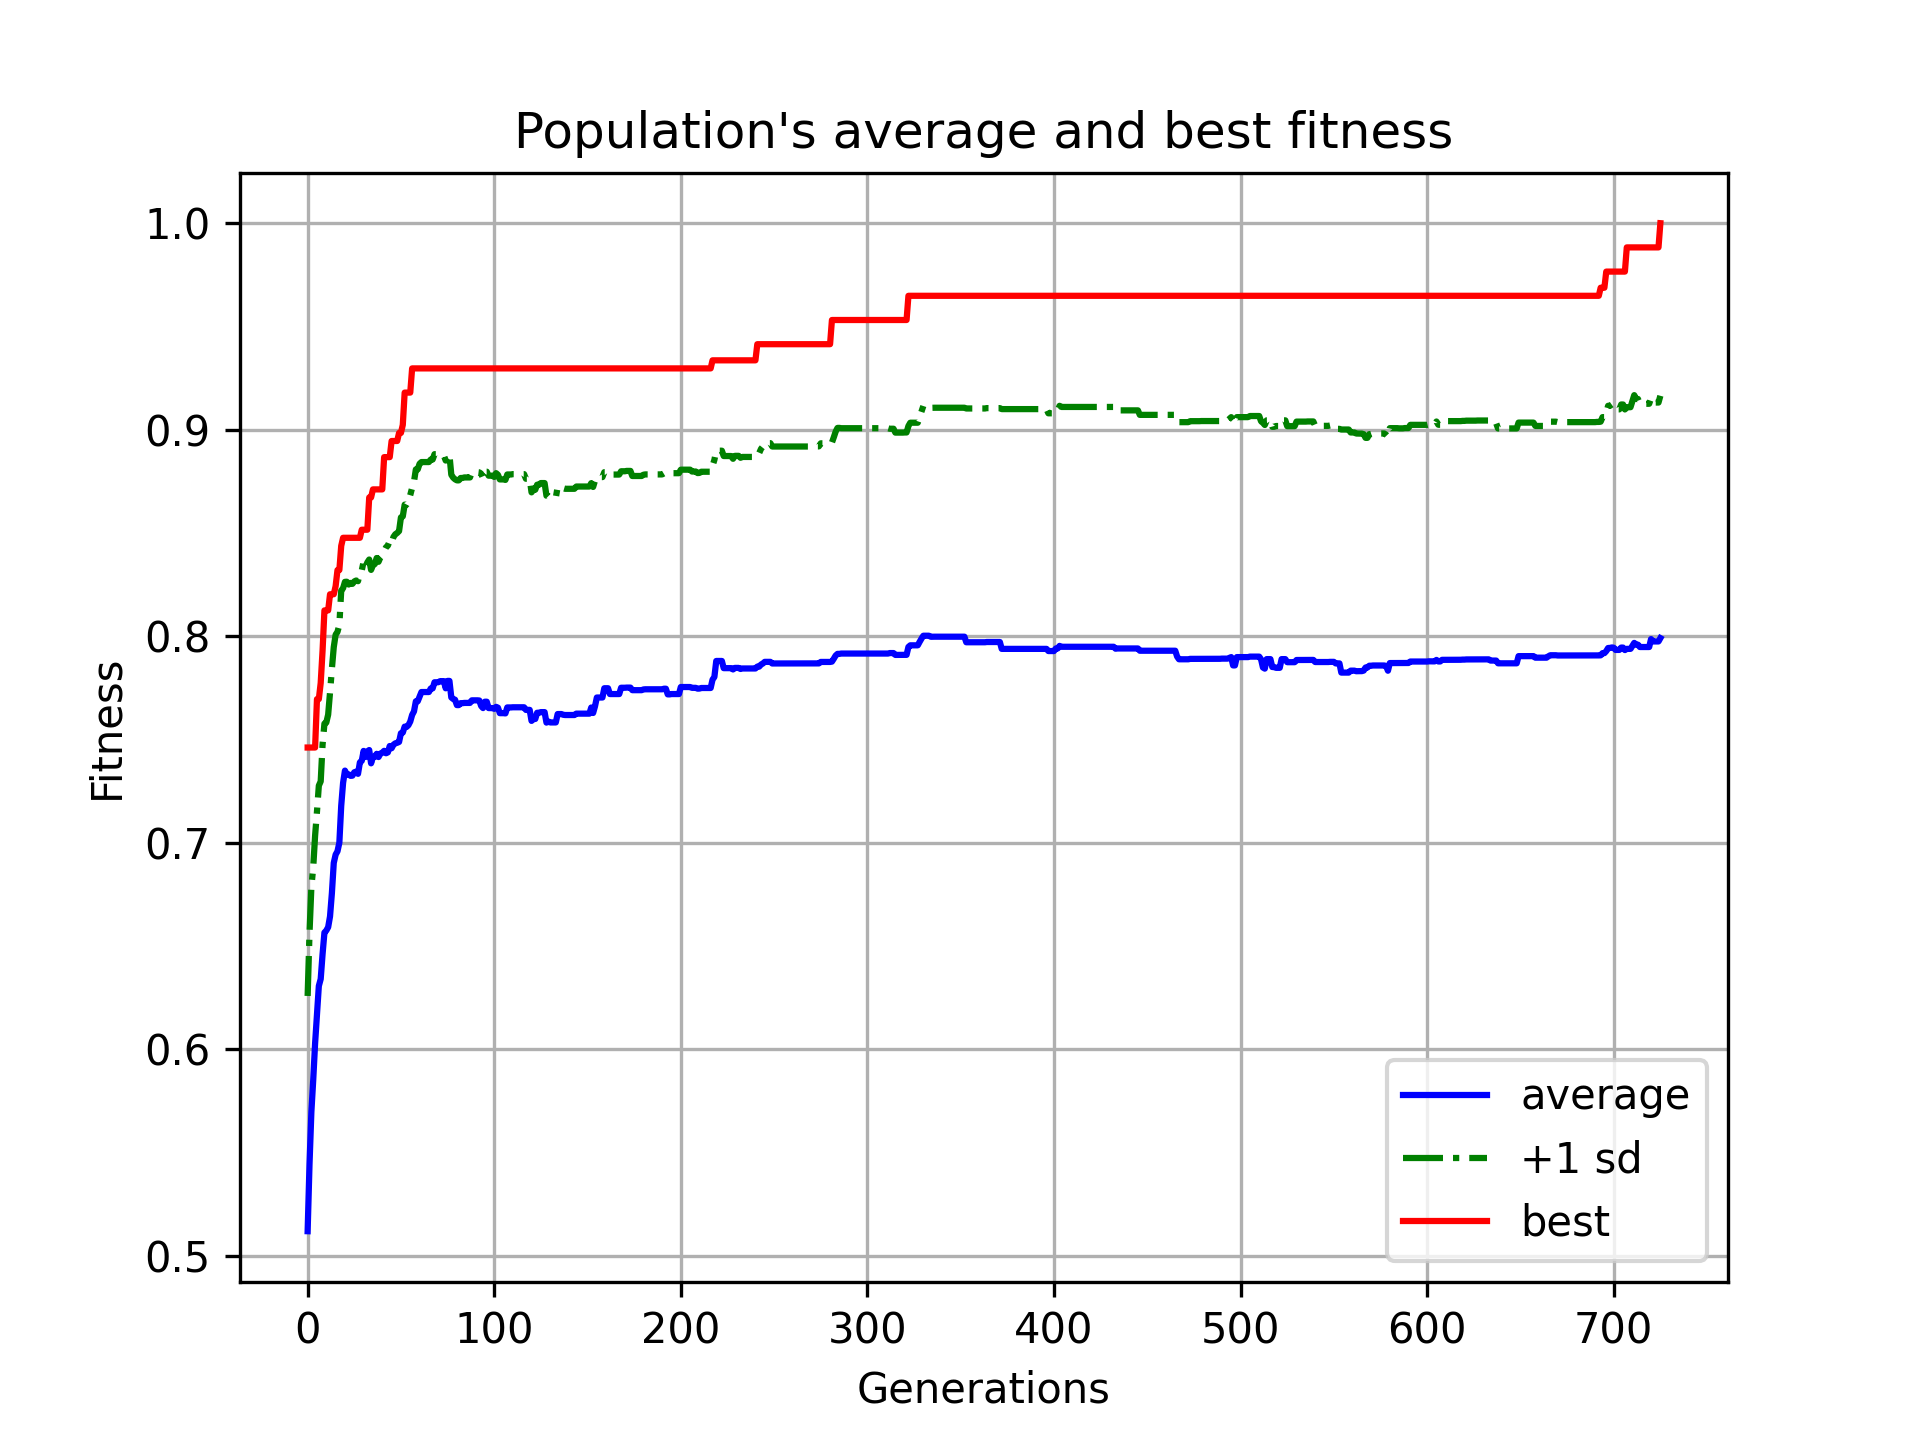 Population's average and best fitness
1.0
0.9
0.8
0.7
0.6
0.5
Fitness
0 100 200 300 400 500 600 700
Generations
average
+1 sd
best